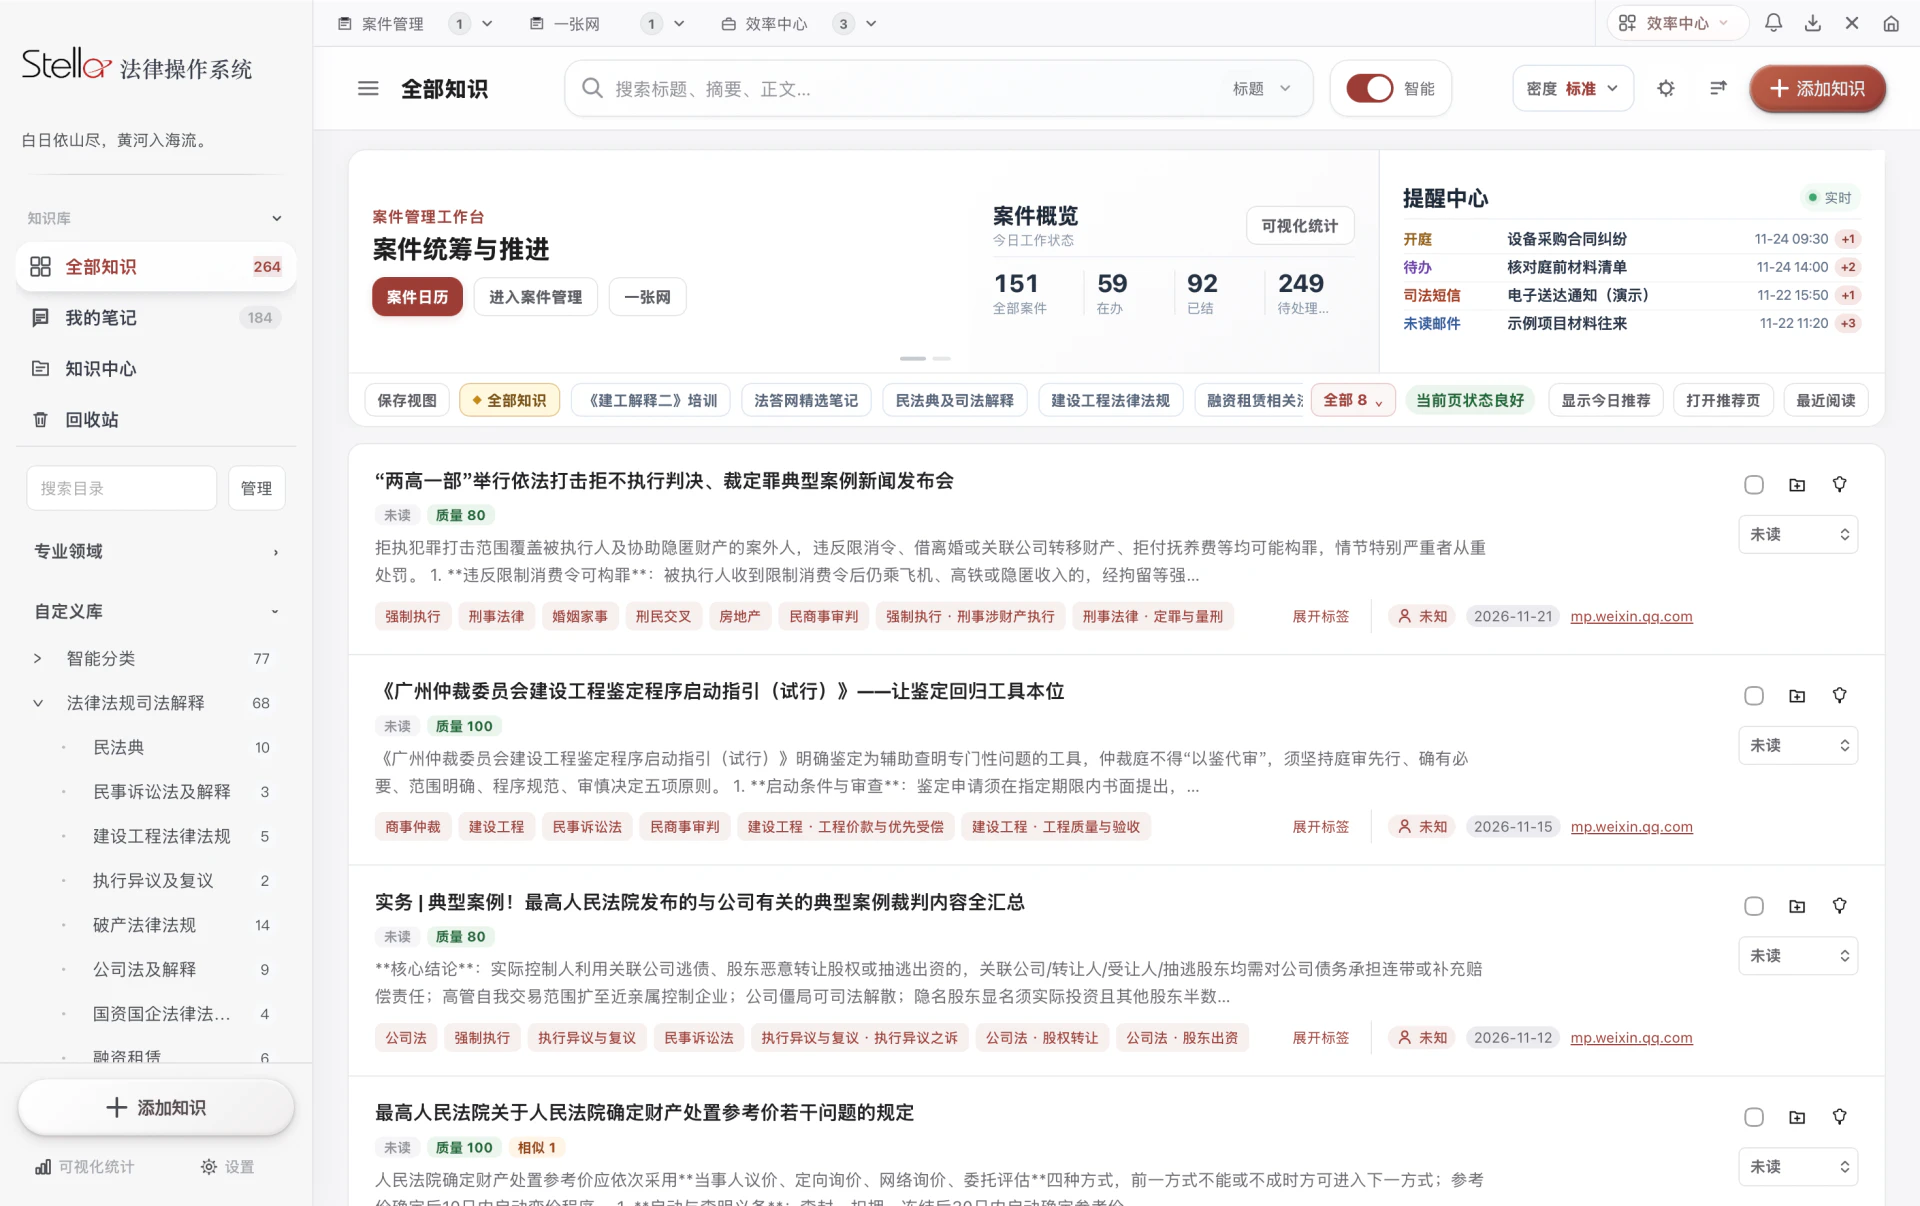 Stellar 法律操作系统
白日依山尽，黄河入海流。
知识库
全部知识 264
我的笔记 184
知识中心
回收站
搜索目录 管理
专业领域
自定义库
智能分类 77
法律法规司法解释 68
民法典 10
民事诉讼法及解释 3
建设工程法律法规 5
执行异议及复议 2
破产法律法规 14
公司法及解释 9
国资国企法律法... 4
融资租赁 6
添加知识
可视化统计 设置
案件管理 1 一张网 1 效率中心 3 效率中心
全部知识 搜索标题、摘要、正文... 标题 智能 密度 标准 添加知识
案件管理工作台
案件统筹与推进
案件日历 进入案件管理 一张网
案件概览
今日工作状态
可视化统计
151 59 92 249
全部案件 在办 已结 待处理...
提醒中心 实时
开庭 设备采购合同纠纷 11-24 09:30 +1
待办 核对庭前材料清单 11-24 14:00 +2
司法短信 电子送达通知（演示） 11-22 15:50 +1
未读邮件 示例项目材料往来 11-22 11:20 +3
保存视图 全部知识 《建工解释二》培训 法答网精选笔记 民法典及司法解释 建设工程法律法规 融资租赁相关 全部 8 当前页状态良好 显示今日推荐 打开推荐页 最近阅读
“两高一部”举行依法打击拒不执行判决、裁定罪典型案例新闻发布会
未读 质量 80
拒执犯罪打击范围覆盖被执行人及协助隐匿财产的案外人，违反限消令、借离婚或关联公司转移财产、拒付抚养费等均可能构罪，情节特别严重者从重
处罚。 1. **违反限制消费令可构罪**：被执行人收到限制消费令后仍乘飞机、高铁或隐匿收入的，经拘留等强...
未读
强制执行 刑事法律 婚姻家事 刑民交叉 房地产 民商事审判 强制执行 · 刑事涉财产执行 刑事法律 · 定罪与量刑 展开标签 未知 2026-11-21 mp.weixin.qq.com
《广州仲裁委员会建设工程鉴定程序启动指引（试行）》——让鉴定回归工具本位
未读 质量 100
《广州仲裁委员会建设工程鉴定程序启动指引（试行）》明确鉴定为辅助查明专门性问题的工具，仲裁庭不得“以鉴代审”，须坚持庭审先行、确有必
要、范围明确、程序规范、审慎决定五项原则。 1. **启动条件与审查**：鉴定申请须在指定期限内书面提出，...
未读
商事仲裁 建设工程 民事诉讼法 民商事审判 建设工程 · 工程价款与优先受偿 建设工程 · 工程质量与验收 展开标签 未知 2026-11-15 mp.weixin.qq.com
实务 | 典型案例！最高人民法院发布的与公司有关的典型案例裁判内容全汇总
未读 质量 80
**核心结论**：实际控制人利用关联公司逃债、股东恶意转让股权或抽逃出资的，关联公司/转让人/受让人/抽逃股东均需对公司债务承担连带或补充赔
偿责任；高管自我交易范围扩至近亲属控制企业；公司僵局可司法解散；隐名股东显名须实际投资且其他股东半数...
未读
公司法 强制执行 执行异议与复议 民事诉讼法 执行异议与复议 · 执行异议之诉 公司法 · 股权转让 公司法 · 股东出资 展开标签 未知 2026-11-12 mp.weixin.qq.com
最高人民法院关于人民法院确定财产处置参考价若干问题的规定
未读 质量 100 相似 1
人民法院确定财产处置参考价应依次采用**当事人议价、定向询价、网络询价、委托评估**四种方式，前一方式不能或不成时方可进入下一方式；参考
未读